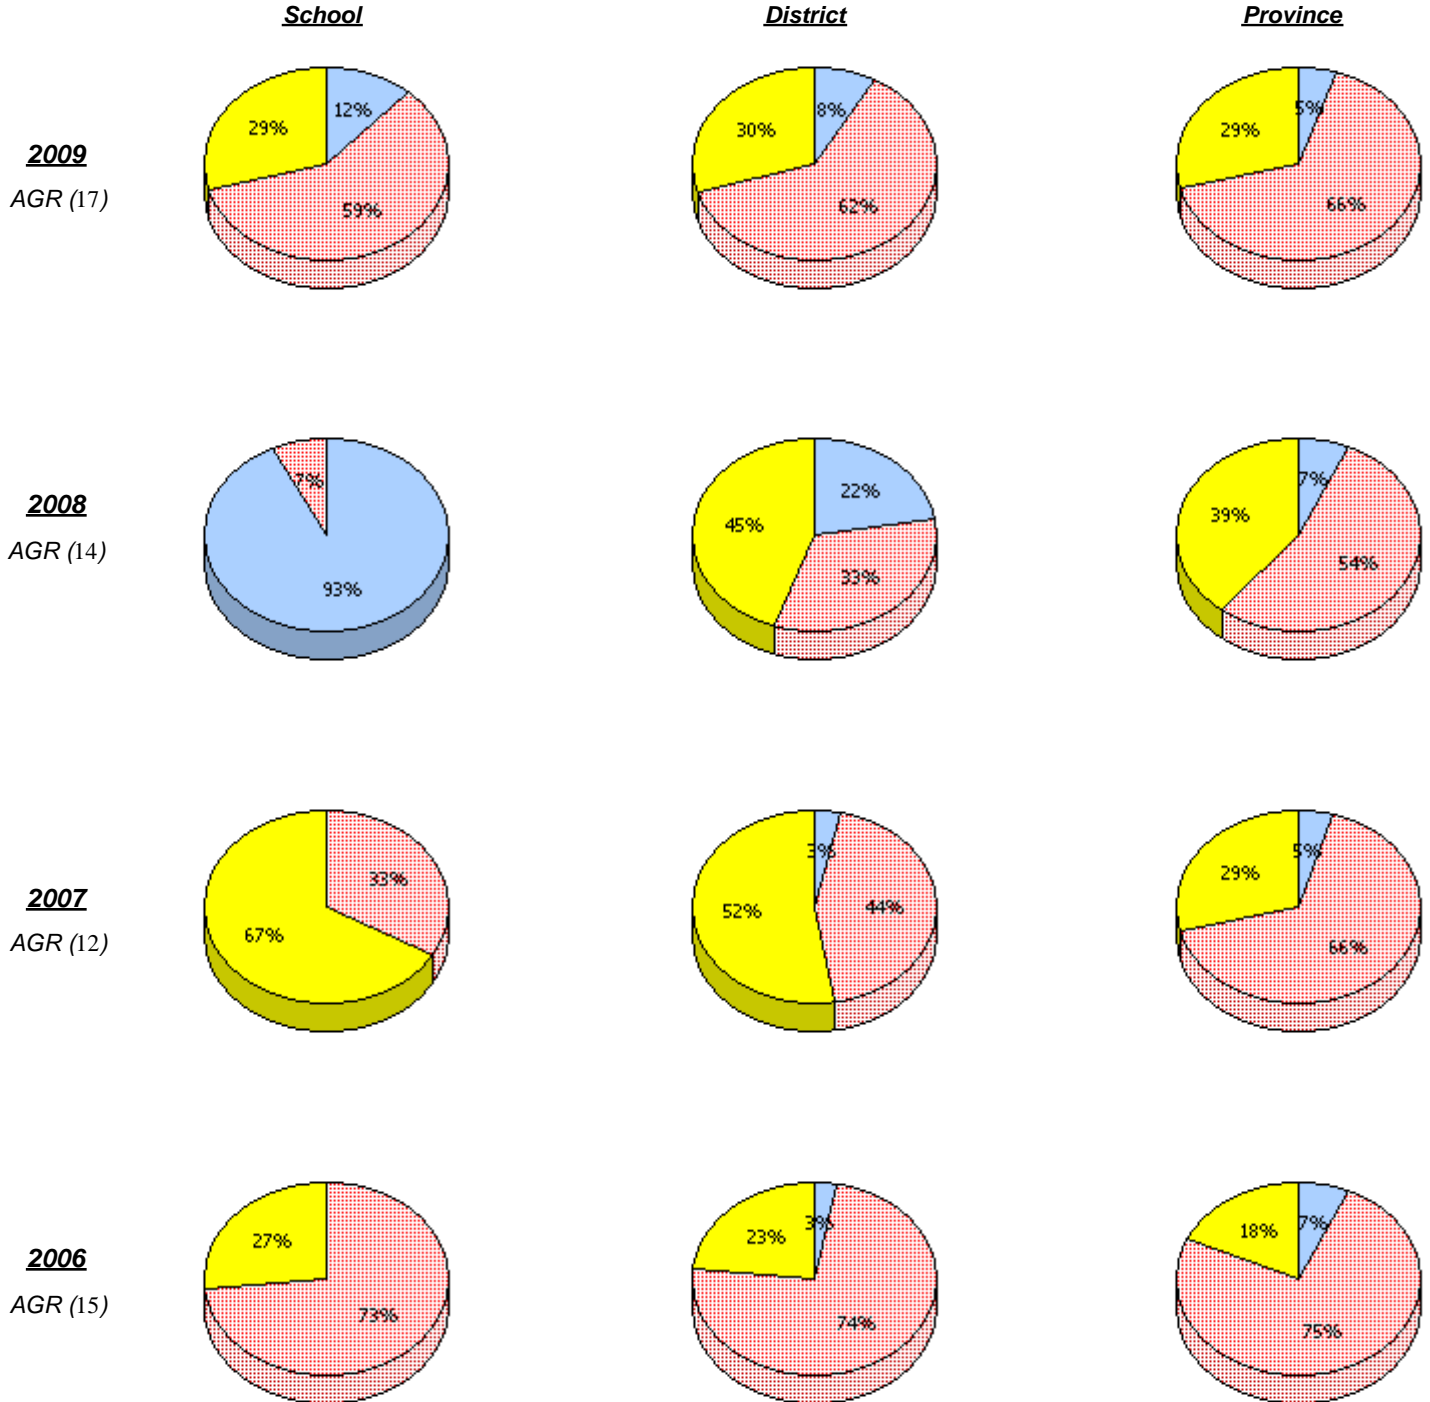 School District Province
12% 8% 5%
29% 30% 29%
2009
AGR (17)
59% 62% 66%
7% 22% 7%
45% 39%
2008
AGR (14)
93% 33% 54%
33% 3% 5%
67% 52% 44% 29%
2007
AGR (12)
66%
27% 23% 3% 18% 7%
2006
AGR (15)
73% 74% 75%